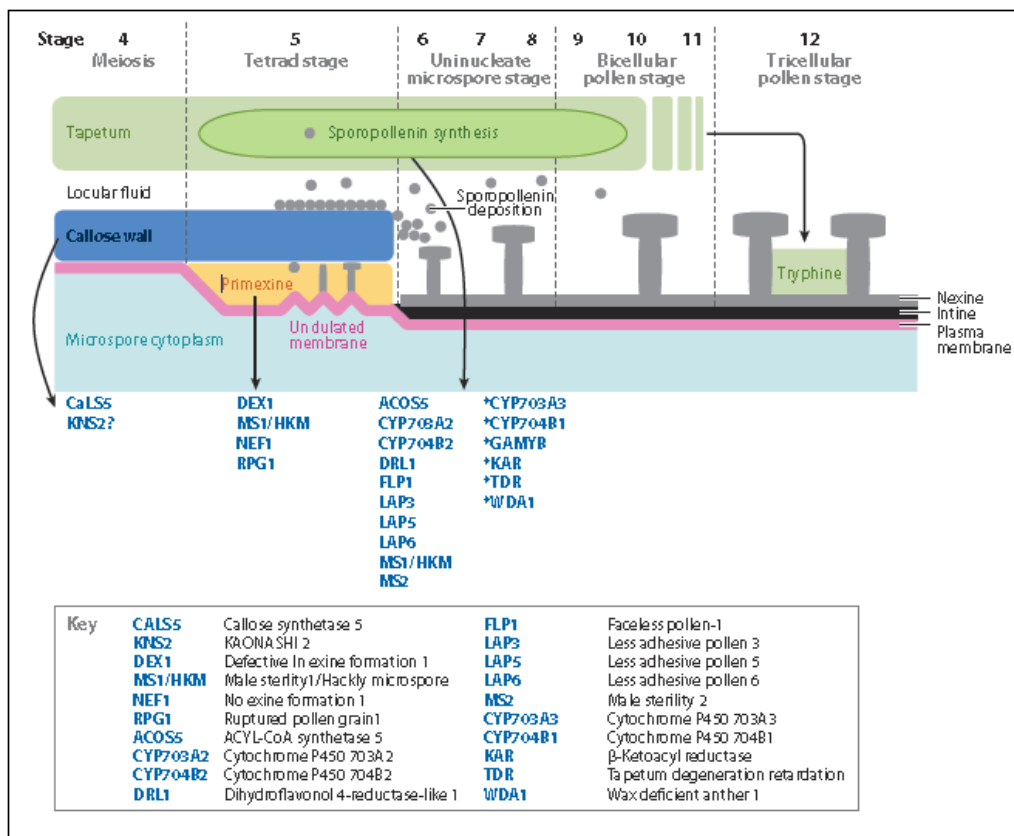 Stage 4 5 6 7 8 9 10 11 12
Meiosis Tetrad stage Uninucleate Bicellular Tricellular
microspore stage pollen stage pollen stage
Tapetum
Sporopollenin synthesis
Locular fluid
Sporopollenin
deposition
Callose wall
Primexine
Tryphine
Undulated
membrane
Microspore cytoplasm
Nexine
Intine
Plasma
membrane
CaLS5 DEX1 ACOS5 *CYP703A3
KNS2? MS1/HKM CYP703A2 *CYP704B1
NEF1 CYP704B2 *GAMYB
RPG1 DRL1 *KAR
FLP1 *TDR
LAP3 *WDA1
LAP5
LAP6
MS1/HKM
MS2
Key CALS5 Callose synthetase 5 FLP1 Faceless pollen-1
KNS2 KAONASHI 2 LAP3 Less adhesive pollen 3
DEX1 Defective In exine formation 1 LAP5 Less adhesive pollen 5
MS1/HKM Male sterlity1/Hackly microspore LAP6 Less adhesive pollen 6
NEF1 No exine formation 1 MS2 Male sterility 2
RPG1 Ruptured pollen grain1 CYP703A3 Cytochrome P450 703A3
ACOS5 ACYL-CoA synthetase 5 CYP704B1 Cytochrome P450 704B1
CYP703A2 Cytochrome P450 703A2 KAR β-Ketoacyl reductase
CYP704B2 Cytochrome P450 704B2 TDR Tapetum degeneration retardation
DRL1 Dihydroflavonol 4-reductase-like 1 WDA1 Wax deficient anther 1